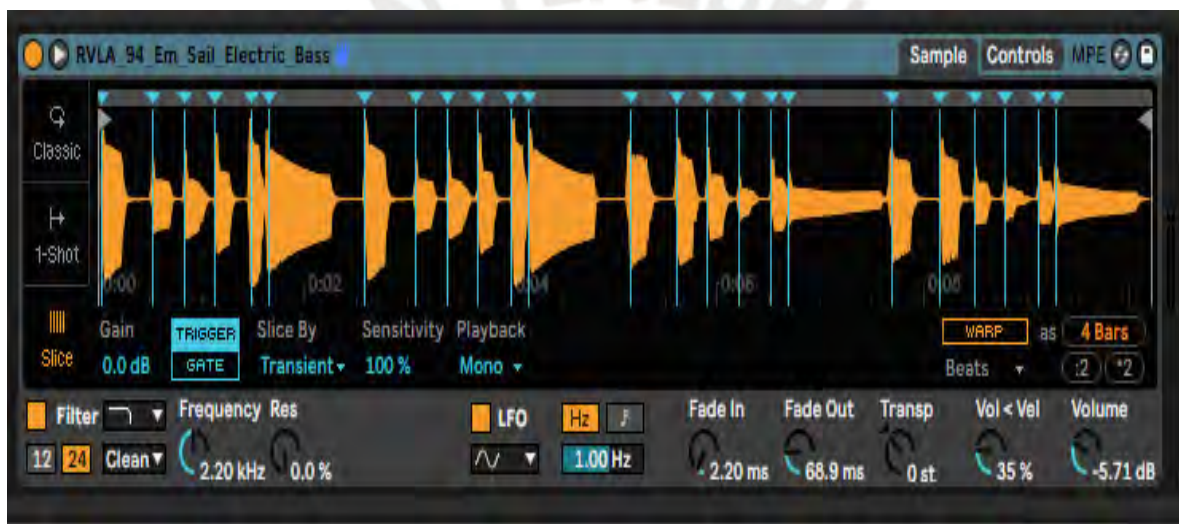 RVLA_94_Em_Sail_Electric_Bass
Sample Controls MPE
Classic
1-Shot
Slice
0:00 0:02 0:04 0:06 0:08
Gain TRIGGER Slice By Sensitivity Playback WARP as 4 Bars
0.0 dB GATE Transient 100 % Mono Beats :2 *2
Filter Frequency Res LFO Hz Fade In Fade Out Transp Vol < Vel Volume
12 24 Clean 2.20 kHz 0.0 % 1.00 Hz 2.20 ms 68.9 ms 0 st 35 % -5.71 dB